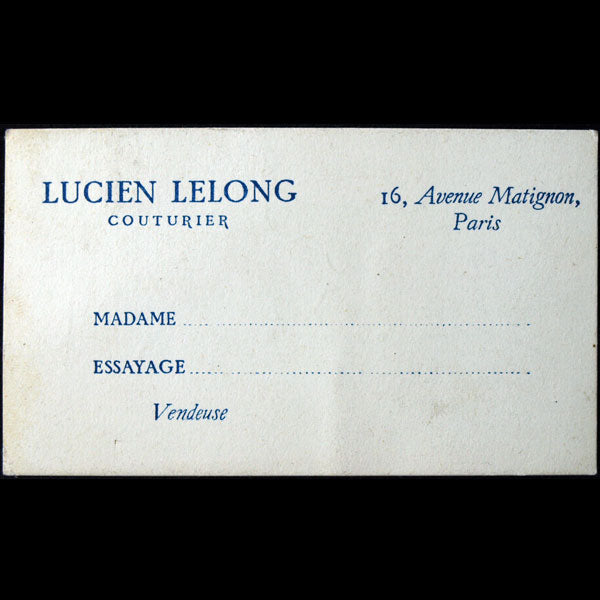 LUCIEN LELONG
COUTURIER
16, Avenue Matignon,
Paris
MADAME ..............................
ESSAYAGE ..............................
Vendeuse